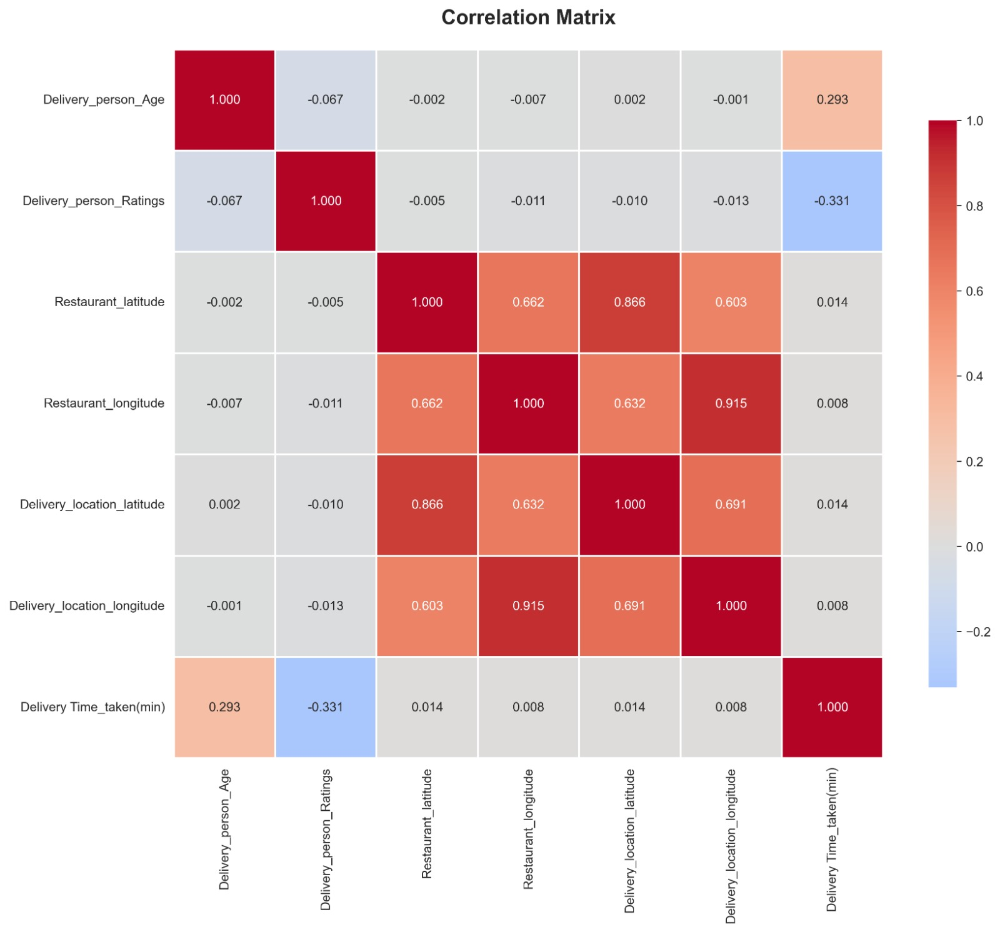 Correlation Matrix
Delivery_person_Age 1.000 -0.067 -0.002 -0.007 0.002 -0.001 0.293
Delivery_person_Ratings -0.067 1.000 -0.005 -0.011 -0.010 -0.013 -0.331
Restaurant_latitude -0.002 -0.005 1.000 0.662 0.866 0.603 0.014
Restaurant_longitude -0.007 -0.011 0.662 1.000 0.632 0.915 0.008
Delivery_location_latitude 0.002 -0.010 0.866 0.632 1.000 0.691 0.014
Delivery_location_longitude -0.001 -0.013 0.603 0.915 0.691 1.000 0.008
Delivery Time_taken(min) 0.293 -0.331 0.014 0.008 0.014 0.008 1.000
Delivery_person_Age
Delivery_person_Ratings
Restaurant_latitude
Restaurant_longitude
Delivery_location_latitude
Delivery_location_longitude
Delivery Time_taken(min)
1.0
0.8
0.6
0.4
0.2
0.0
−0.2